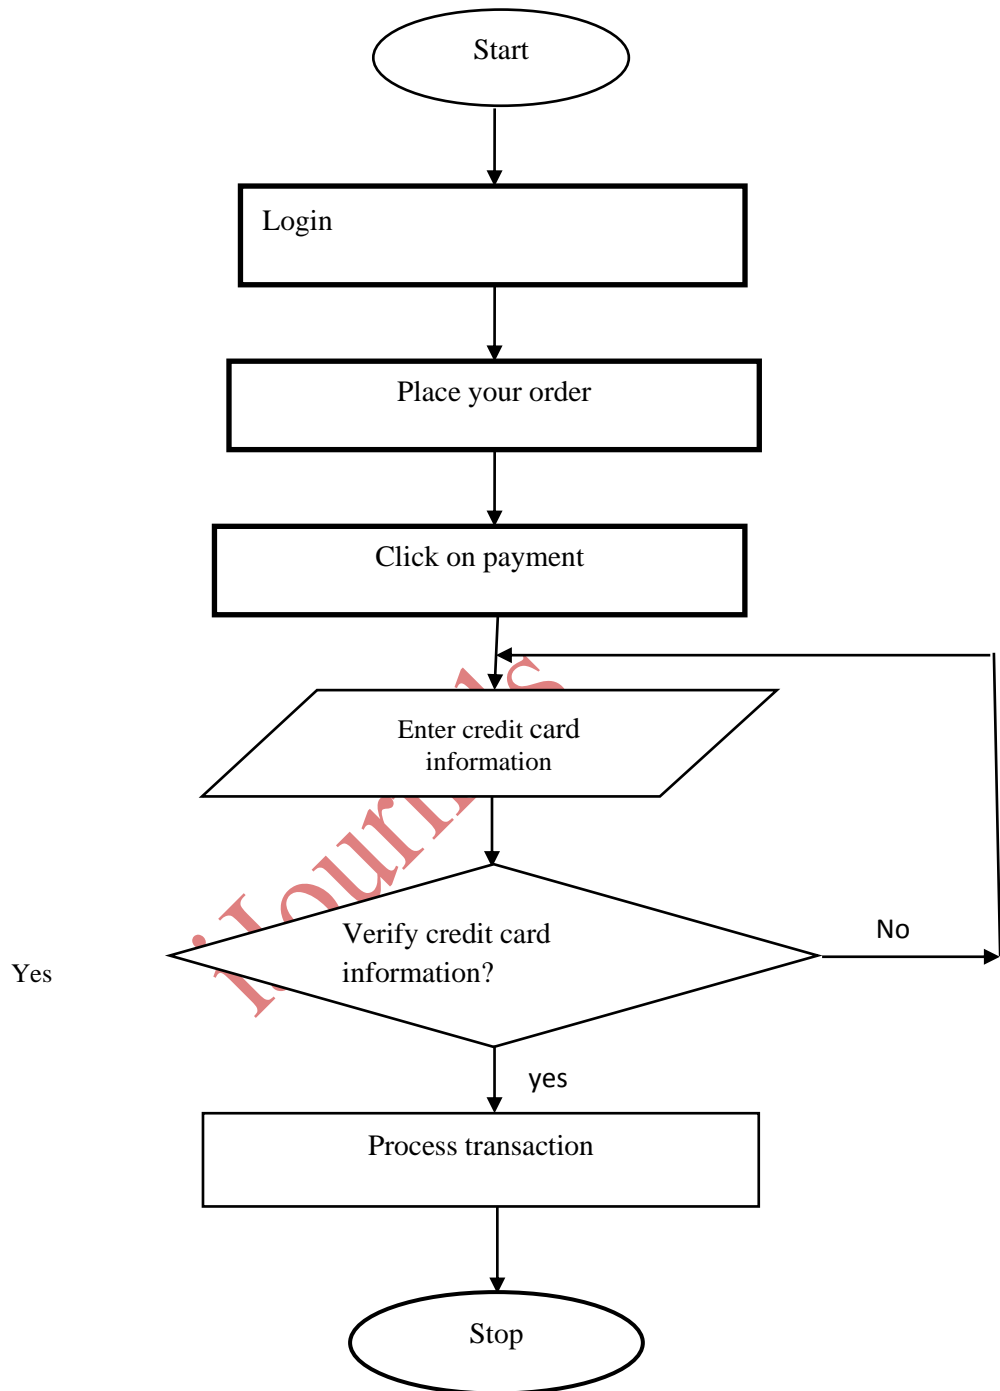 Start
Login
Place your order
Click on payment
Enter credit card
information
Verify credit card
information?
No
Yes
yes
Process transaction
Stop
iJournals